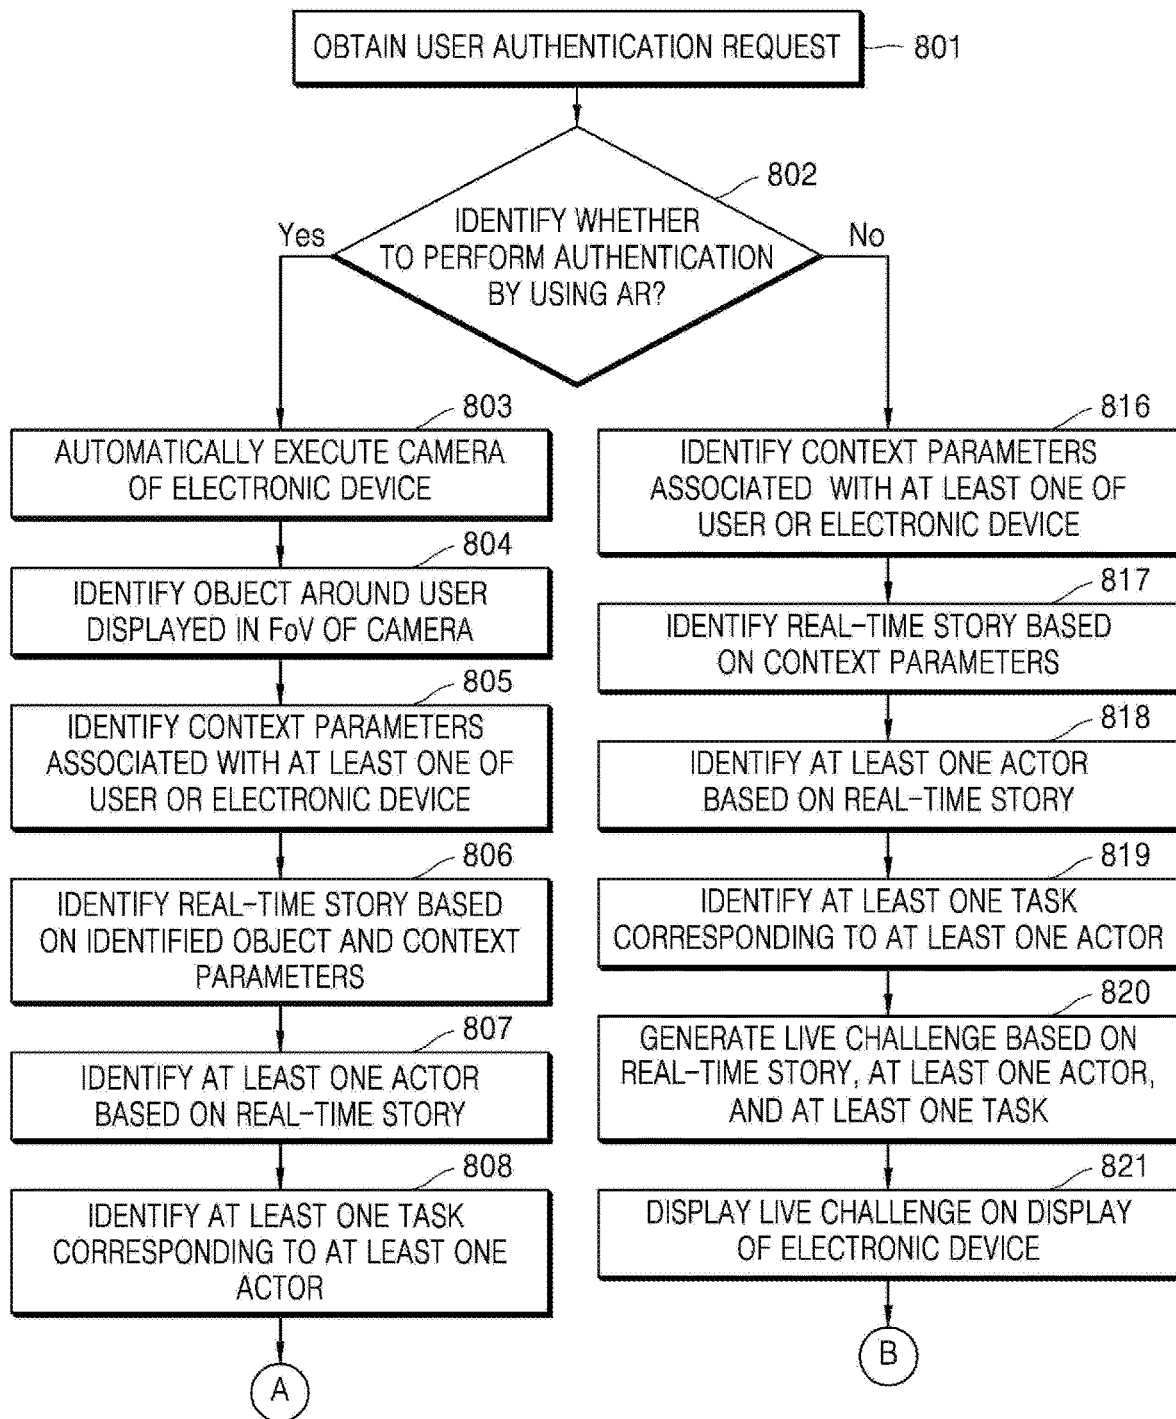 OBTAIN USER AUTHENTICATION REQUEST
801
802
IDENTIFY WHETHER
TO PERFORM AUTHENTICATION
BY USING AR?
Yes
No
803
AUTOMATICALLY EXECUTE CAMERA
OF ELECTRONIC DEVICE
804
IDENTIFY OBJECT AROUND USER
DISPLAYED IN FoV OF CAMERA
805
IDENTIFY CONTEXT PARAMETERS
ASSOCIATED WITH AT LEAST ONE OF
USER OR ELECTRONIC DEVICE
806
IDENTIFY REAL-TIME STORY BASED
ON IDENTIFIED OBJECT AND CONTEXT
PARAMETERS
807
IDENTIFY AT LEAST ONE ACTOR
BASED ON REAL-TIME STORY
808
IDENTIFY AT LEAST ONE TASK
CORRESPONDING TO AT LEAST ONE
ACTOR
A
816
IDENTIFY CONTEXT PARAMETERS
ASSOCIATED WITH AT LEAST ONE OF
USER OR ELECTRONIC DEVICE
817
IDENTIFY REAL-TIME STORY BASED
ON CONTEXT PARAMETERS
818
IDENTIFY AT LEAST ONE ACTOR
BASED ON REAL-TIME STORY
819
IDENTIFY AT LEAST ONE TASK
CORRESPONDING TO AT LEAST ONE ACTOR
820
GENERATE LIVE CHALLENGE BASED ON
REAL-TIME STORY, AT LEAST ONE ACTOR,
AND AT LEAST ONE TASK
821
DISPLAY LIVE CHALLENGE ON DISPLAY
OF ELECTRONIC DEVICE
B